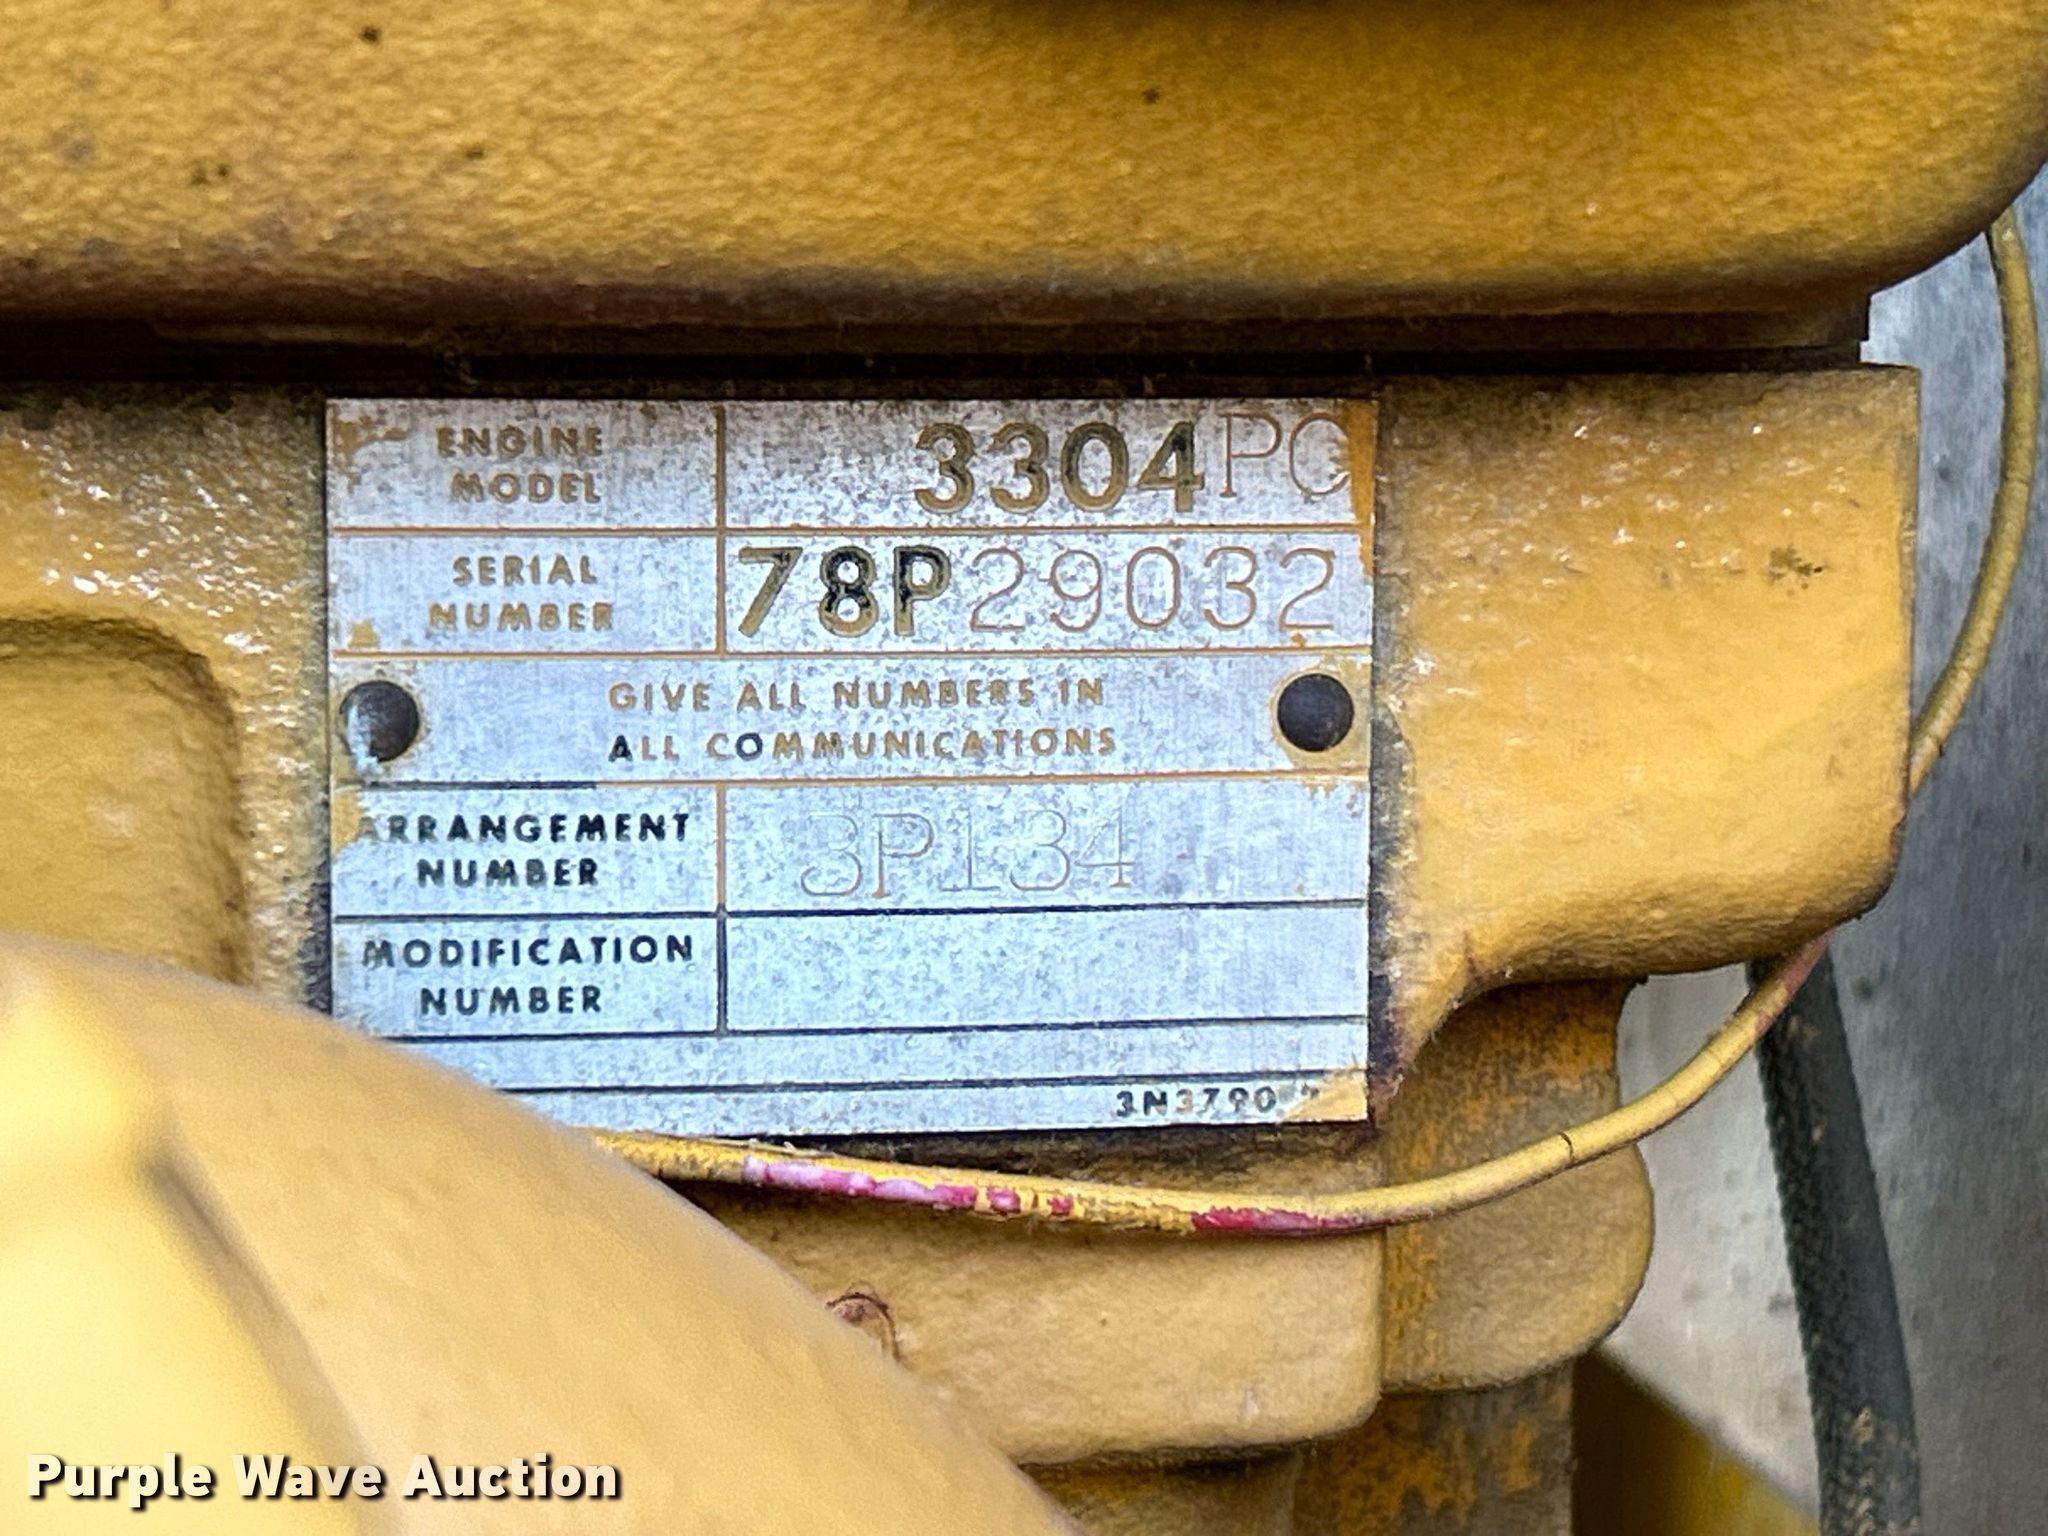 ENGINE MODEL 3304PC
SERIAL NUMBER 78P29032
GIVE ALL NUMBERS IN
ALL COMMUNICATIONS
ARRANGEMENT NUMBER 3P134
MODIFICATION NUMBER
3N3790
Purple Wave Auction